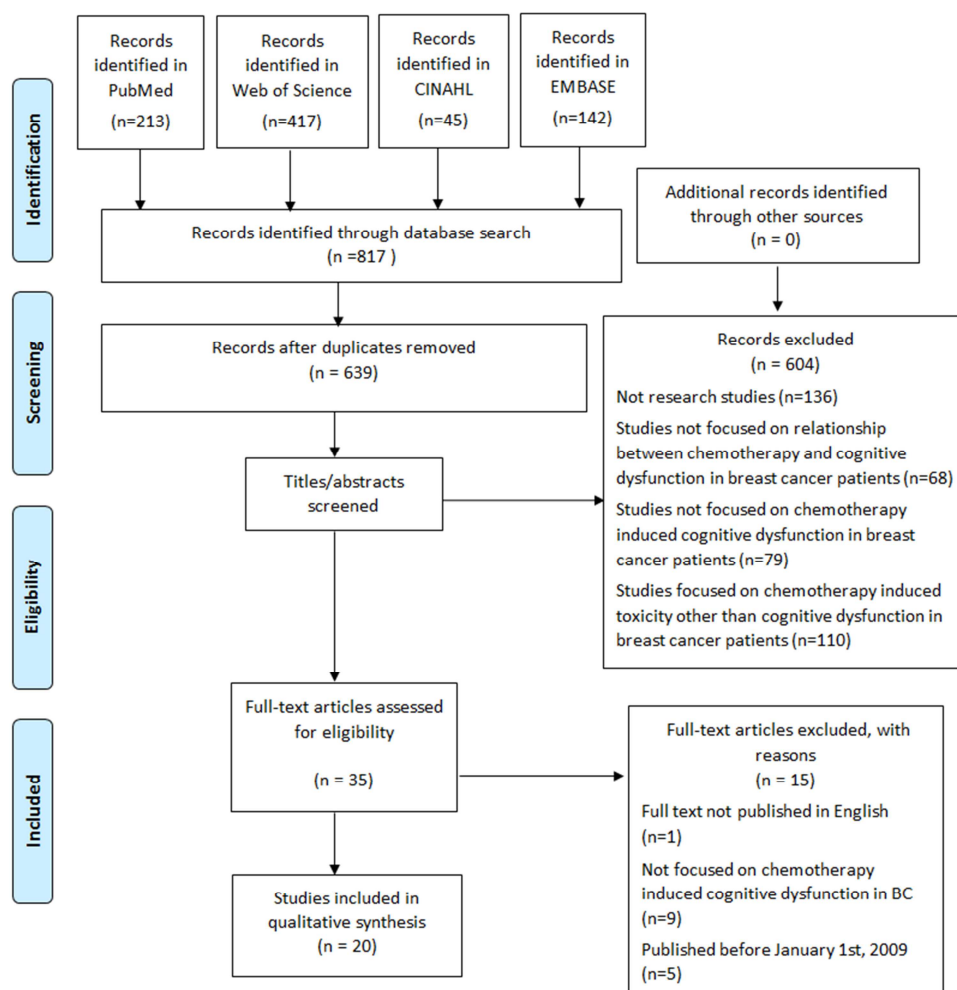 Records
identified in
PubMed
(n=213)
Records
identified in
Web of Science
(n=417)
Records
identified in
CINAHL
(n=45)
Records
identified in
EMBASE
(n=142)
Identification
Records identified through database search
(n =817 )
Additional records identified
through other sources
(n = 0)
Screening
Records after duplicates removed
(n = 639)
Titles/abstracts
screened
Records excluded
(n = 604)
Not research studies (n=136)
Studies not focused on relationship
between chemotherapy and cognitive
dysfunction in breast cancer patients (n=68)
Studies not focused on chemotherapy
induced cognitive dysfunction in breast
cancer patients (n=79)
Studies focused on chemotherapy induced
toxicity other than cognitive dysfunction in
breast cancer patients (n=110)
Eligibility
Full-text articles assessed
for eligibility
(n = 35)
Full-text articles excluded, with
reasons
(n = 15)
Full text not published in English
(n=1)
Not focused on chemotherapy
induced cognitive dysfunction in BC
(n=9)
Published before January 1st, 2009
(n=5)
Included
Studies included in
qualitative synthesis
(n = 20)